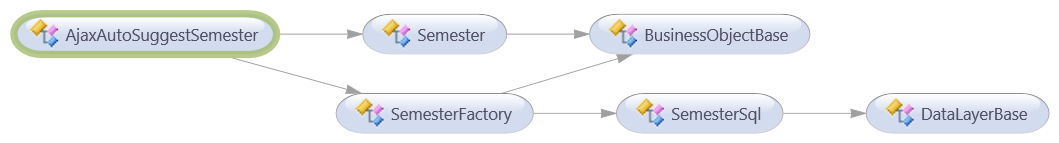 AjaxAutoSuggestSemester
Semester
BusinessObjectBase
SemesterFactory
SemesterSql
DataLayerBase